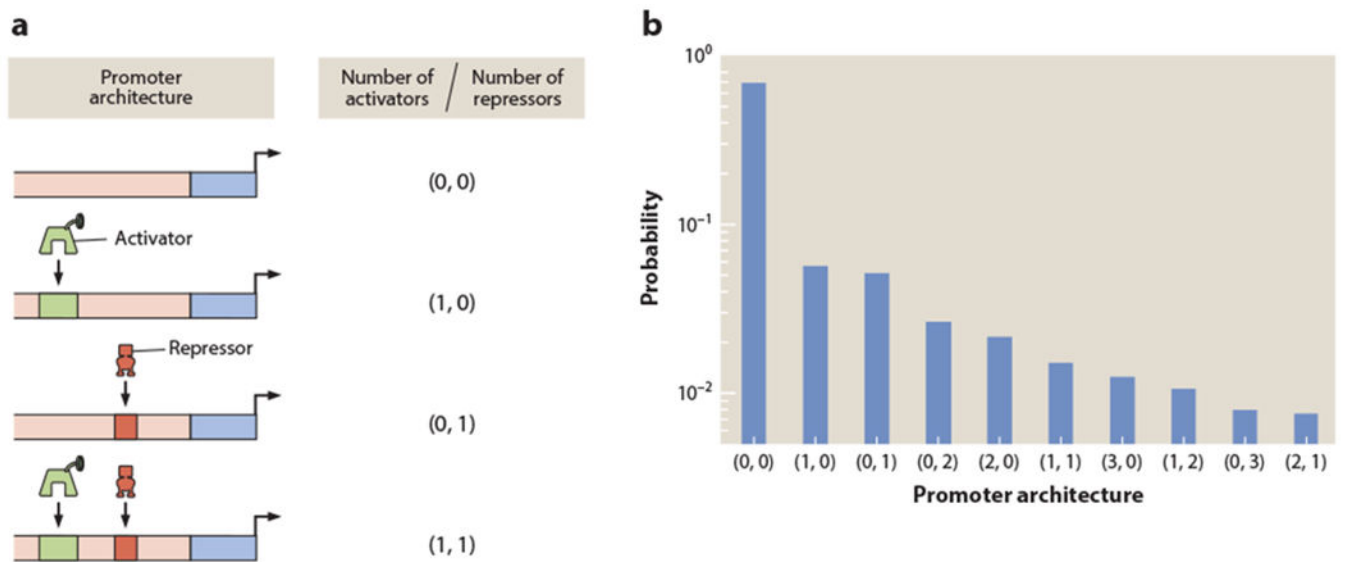 a
Promoter
architecture
Number of
activators
/
Number of
repressors
(0, 0)
Activator
(1, 0)
Repressor
(0, 1)
(1, 1)
b
10⁰
10⁻¹
10⁻²
Probability
(0, 0) (1, 0) (0, 1) (0, 2) (2, 0) (1, 1) (3, 0) (1, 2) (0, 3) (2, 1)
Promoter architecture